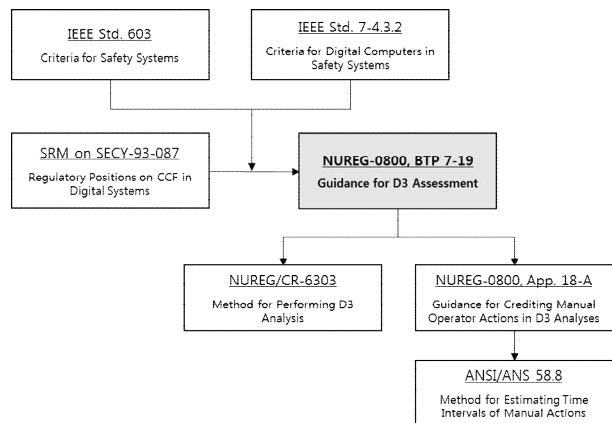 IEEE Std. 603
Criteria for Safety Systems
IEEE Std. 7-4.3.2
Criteria for Digital Computers in
Safety Systems
SRM on SECY-93-087
Regulatory Positions on CCF in
Digital Systems
NUREG-0800, BTP 7-19
Guidance for D3 Assessment
NUREG/CR-6303
Method for Performing D3
Analysis
NUREG-0800, App. 18-A
Guidance for Crediting Manual
Operator Actions in D3 Analyses
ANSI/ANS 58.8
Method for Estimating Time
Intervals of Manual Actions